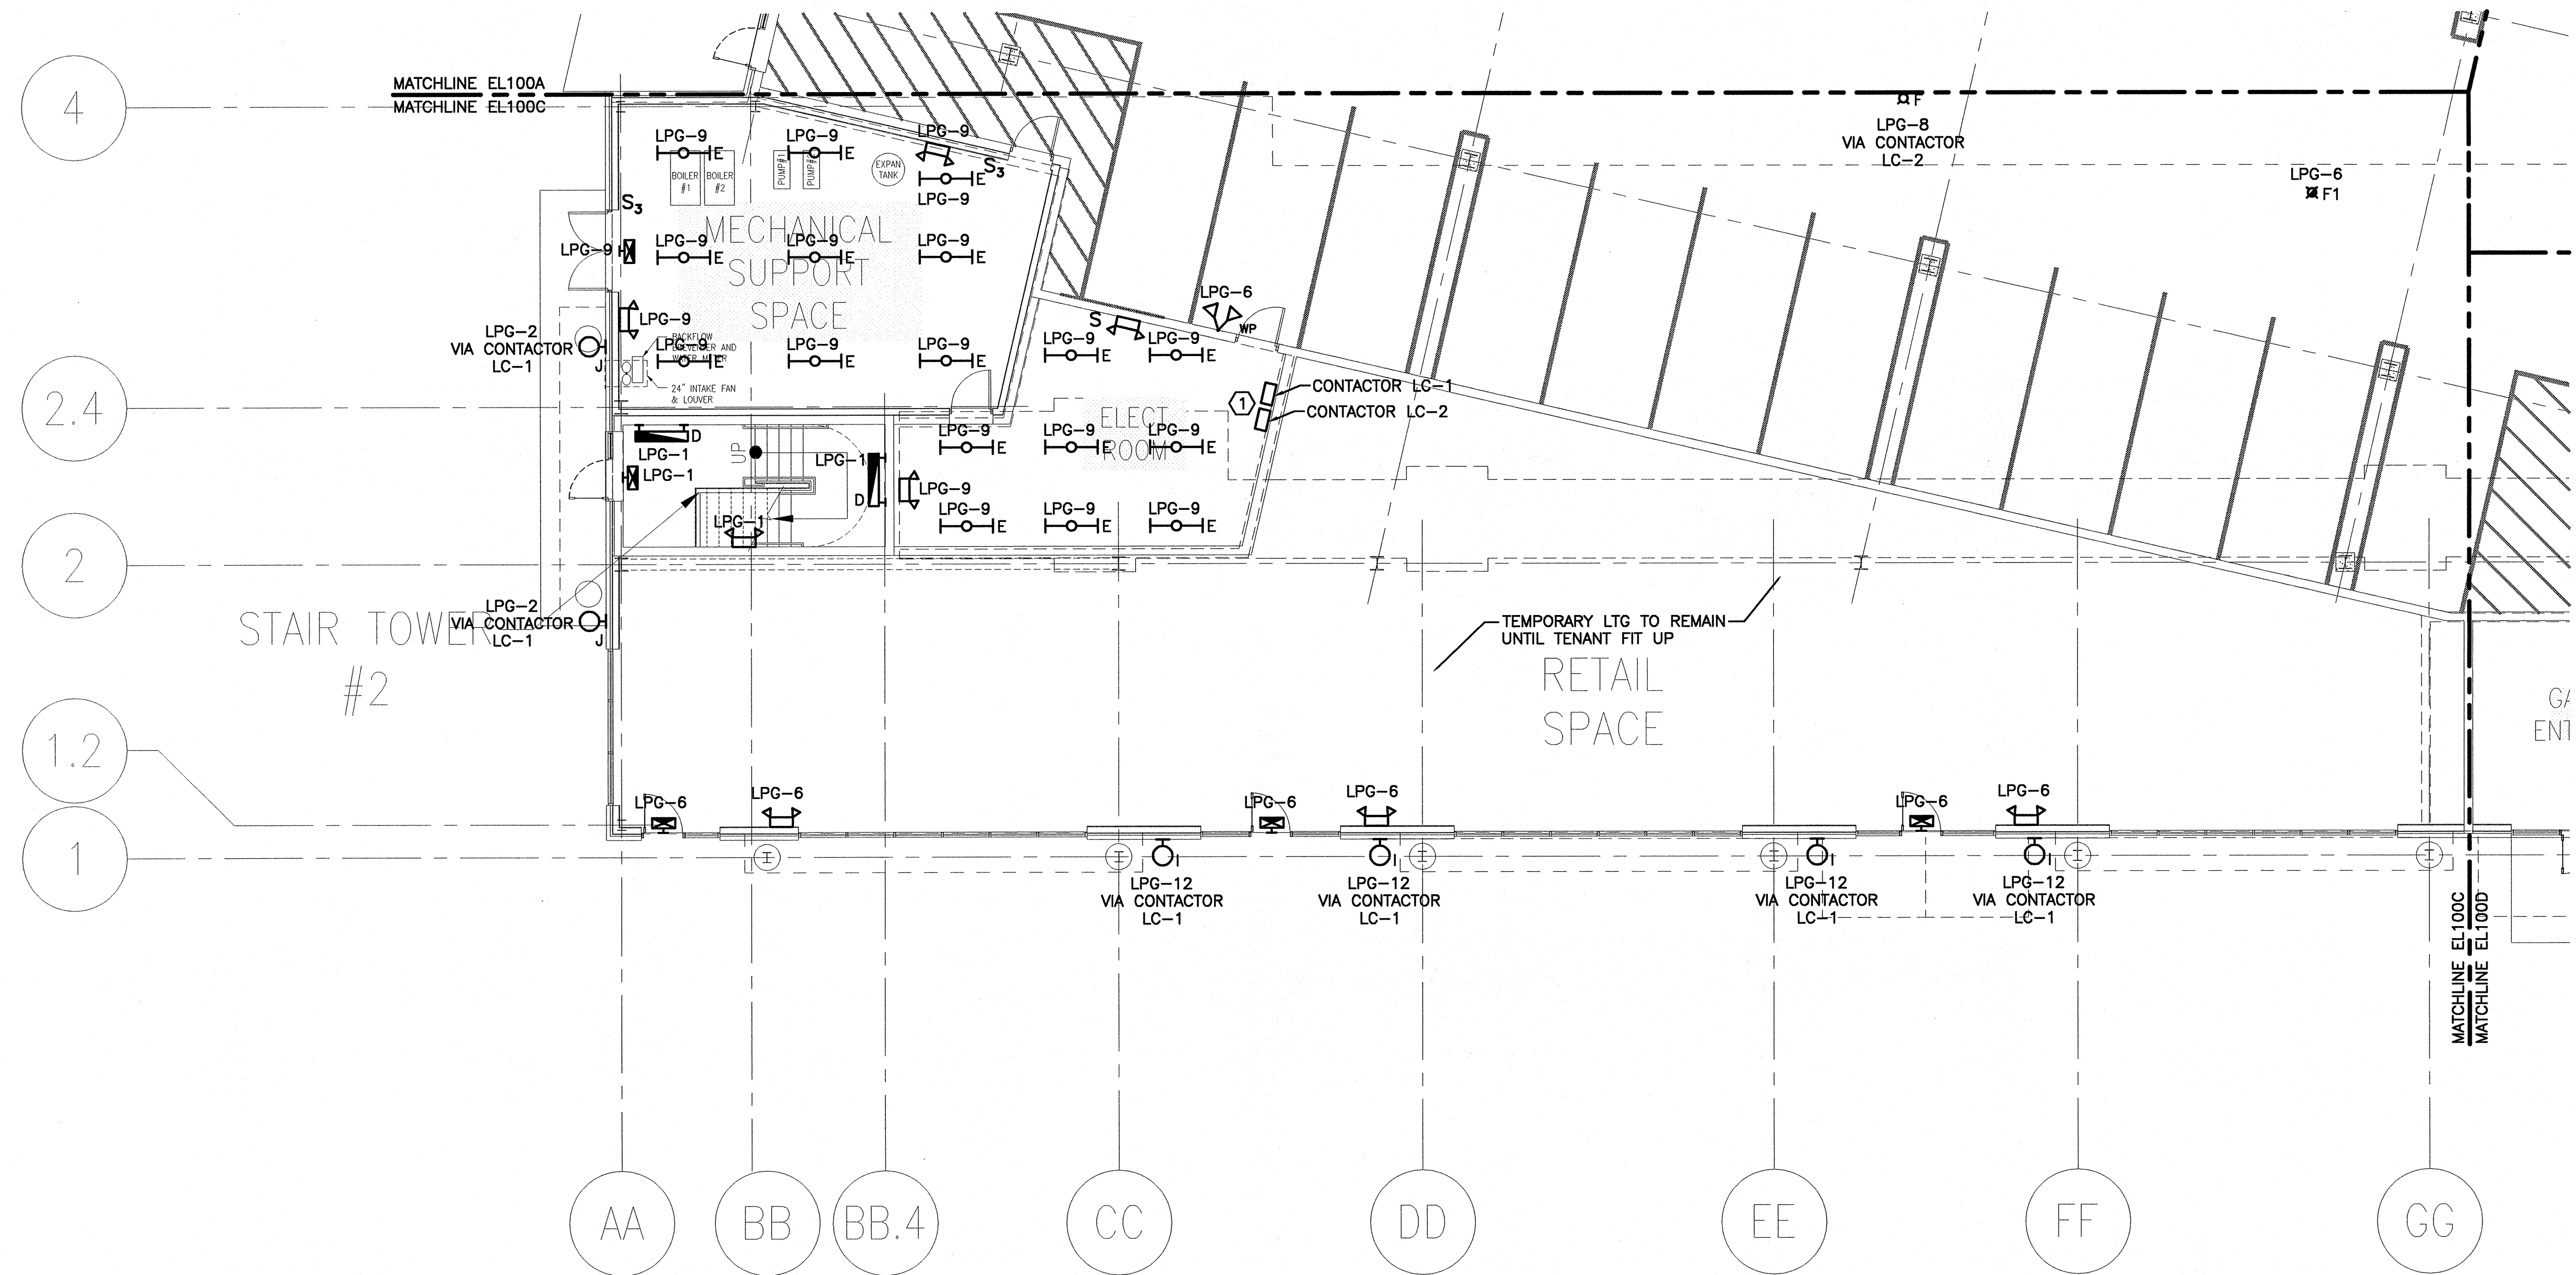 MATCHLINE EL100A
MATCHLINE EL100C
4
2.4
2
1.2
1
LPG-9
E
LPG-9
E
LPG-9
S3
E
LPG-9
BOILER
#1
BOILER
#2
PUMP#1
EXPAN
TANK
S3
MECHANICAL
SUPPORT
SPACE
LPG-9
LPG-9
E
LPG-9
E
LPG-9
E
LPG-9
LPG-2
VIA CONTACTOR
LC-1
J
BACKFLOW
PREVENTER AND
WATER METER
LPG-9
E
LPG-9
E
LPG-9
E
24" INTAKE FAN
& LOUVER
F
LPG-8
VIA CONTACTOR
LC-2
LPG-6
F1
LPG-6
WP
S
LPG-9
E
LPG-9
E
1
CONTACTOR LC-1
CONTACTOR LC-2
ELECT
ROOM
LPG-9
E
LPG-9
E
LPG-9
E
LPG-9
LPG-9
E
LPG-9
E
LPG-9
E
D
LPG-1
LPG-1
UP
LPG-1
D
LPG-1
LPG-2
VIA CONTACTOR
LC-1
J
STAIR TOWER
#2
TEMPORARY LTG TO REMAIN
UNTIL TENANT FIT UP
RETAIL
SPACE
GA
ENT
LPG-6
LPG-6
LPG-6
LPG-6
LPG-6
LPG-6
I
LPG-12
VIA CONTACTOR
LC-1
I
LPG-12
VIA CONTACTOR
LC-1
I
LPG-12
VIA CONTACTOR
LC-1
I
LPG-12
VIA CONTACTOR
LC-1
MATCHLINE EL100C
MATCHLINE EL100D
AA
BB
BB.4
CC
DD
EE
FF
GG